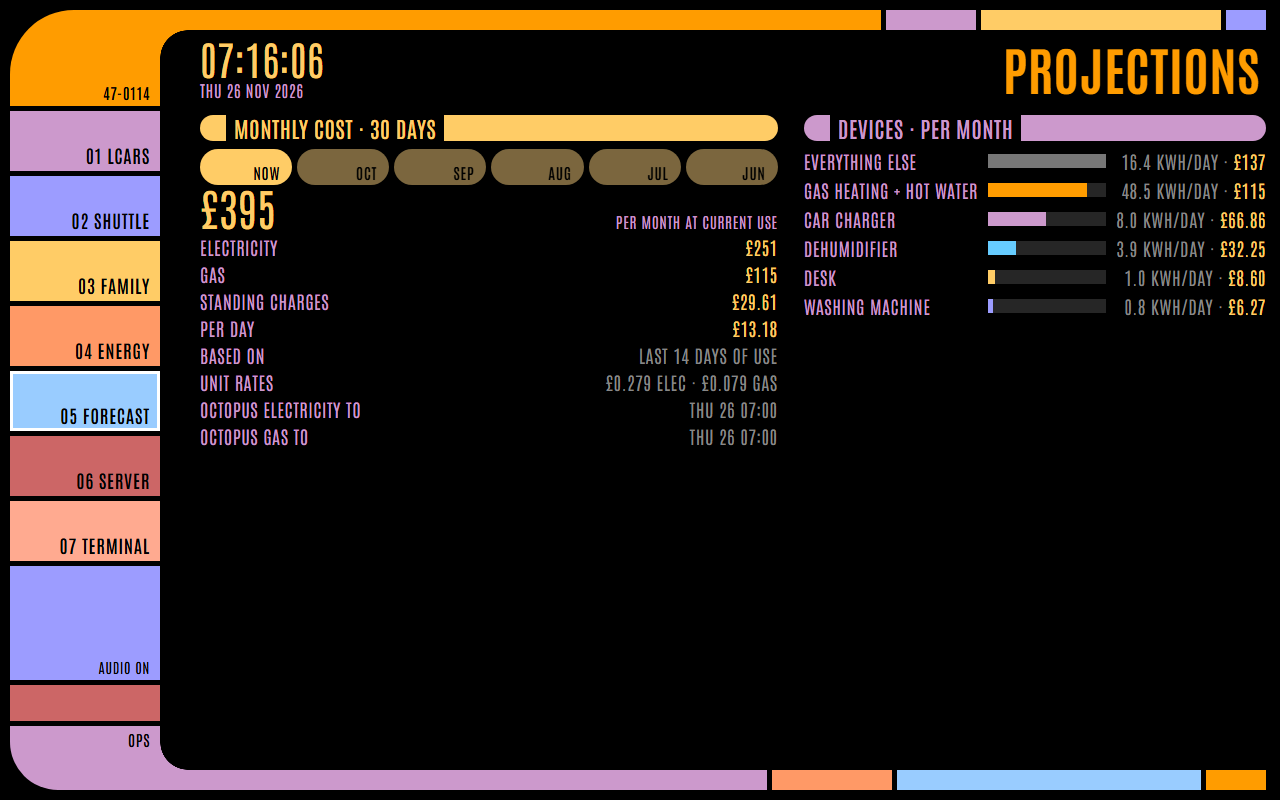 47-0114
01 LCARS
02 SHUTTLE
03 FAMILY
04 ENERGY
05 FORECAST
06 SERVER
07 TERMINAL
AUDIO ON
OPS
07:16:06
THU 26 NOV 2026
PROJECTIONS
MONTHLY COST · 30 DAYS
NOW OCT SEP AUG JUL JUN
£395 PER MONTH AT CURRENT USE
ELECTRICITY £251
GAS £115
STANDING CHARGES £29.61
PER DAY £13.18
BASED ON LAST 14 DAYS OF USE
UNIT RATES £0.279 ELEC · £0.079 GAS
OCTOPUS ELECTRICITY TO THU 26 07:00
OCTOPUS GAS TO THU 26 07:00
DEVICES · PER MONTH
EVERYTHING ELSE 16.4 KWH/DAY · £137
GAS HEATING + HOT WATER 48.5 KWH/DAY · £115
CAR CHARGER 8.0 KWH/DAY · £66.86
DEHUMIDIFIER 3.9 KWH/DAY · £32.25
DESK 1.0 KWH/DAY · £8.60
WASHING MACHINE 0.8 KWH/DAY · £6.27